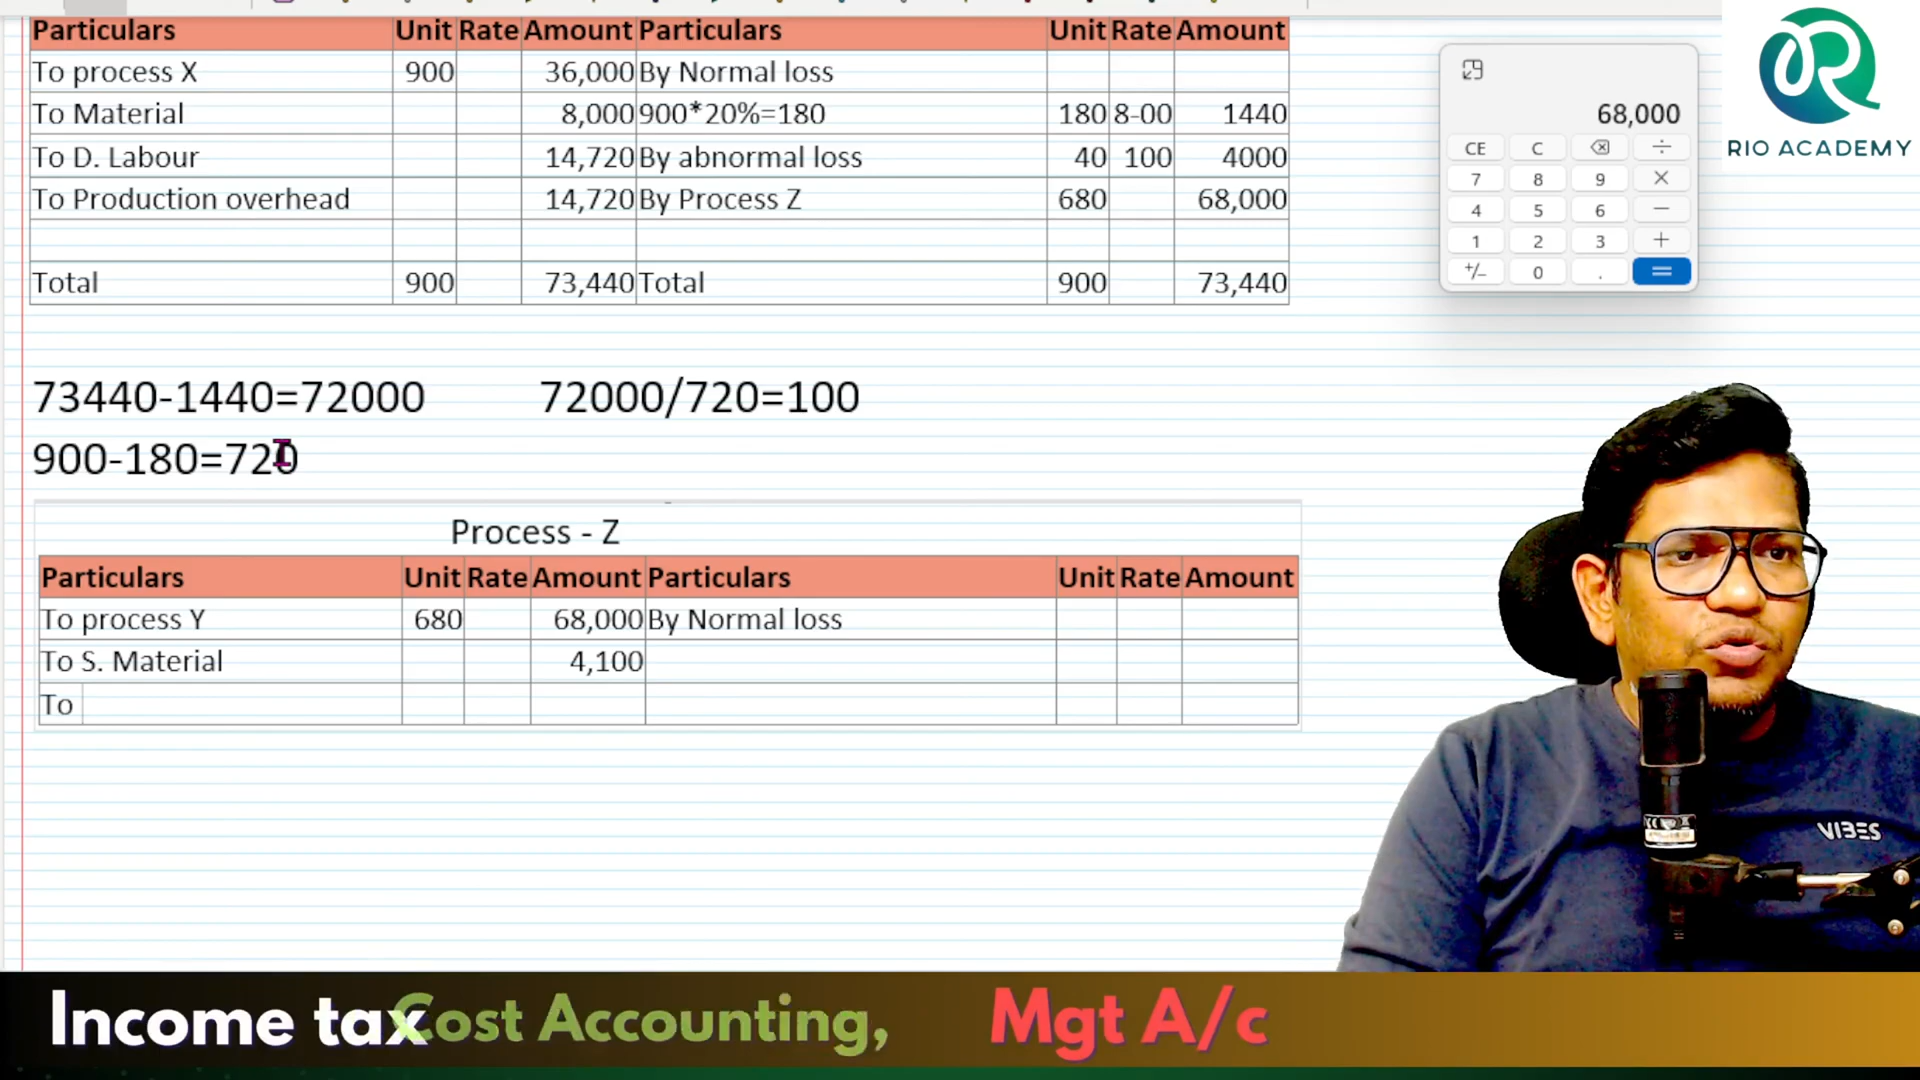 Particulars Unit Rate Amount Particulars Unit Rate Amount
To process X 900 36,000 By Normal loss
To Material 8,000 900*20%=180 180 8-00 1440
To D. Labour 14,720 By abnormal loss 40 100 4000
To Production overhead 14,720 By Process Z 680 68,000
Total 900 73,440 Total 900 73,440
73440-1440=72000 72000/720=100
900-180=720
Process - Z
Particulars Unit Rate Amount Particulars Unit Rate Amount
To process Y 680 68,000 By Normal loss
To S. Material 4,100
To
68,000
CE C ÷
7 8 9 ×
4 5 6 −
1 2 3 +
+/− 0 . =
RIO ACADEMY
VIBES
Income tax Cost Accounting, Mgt A/c